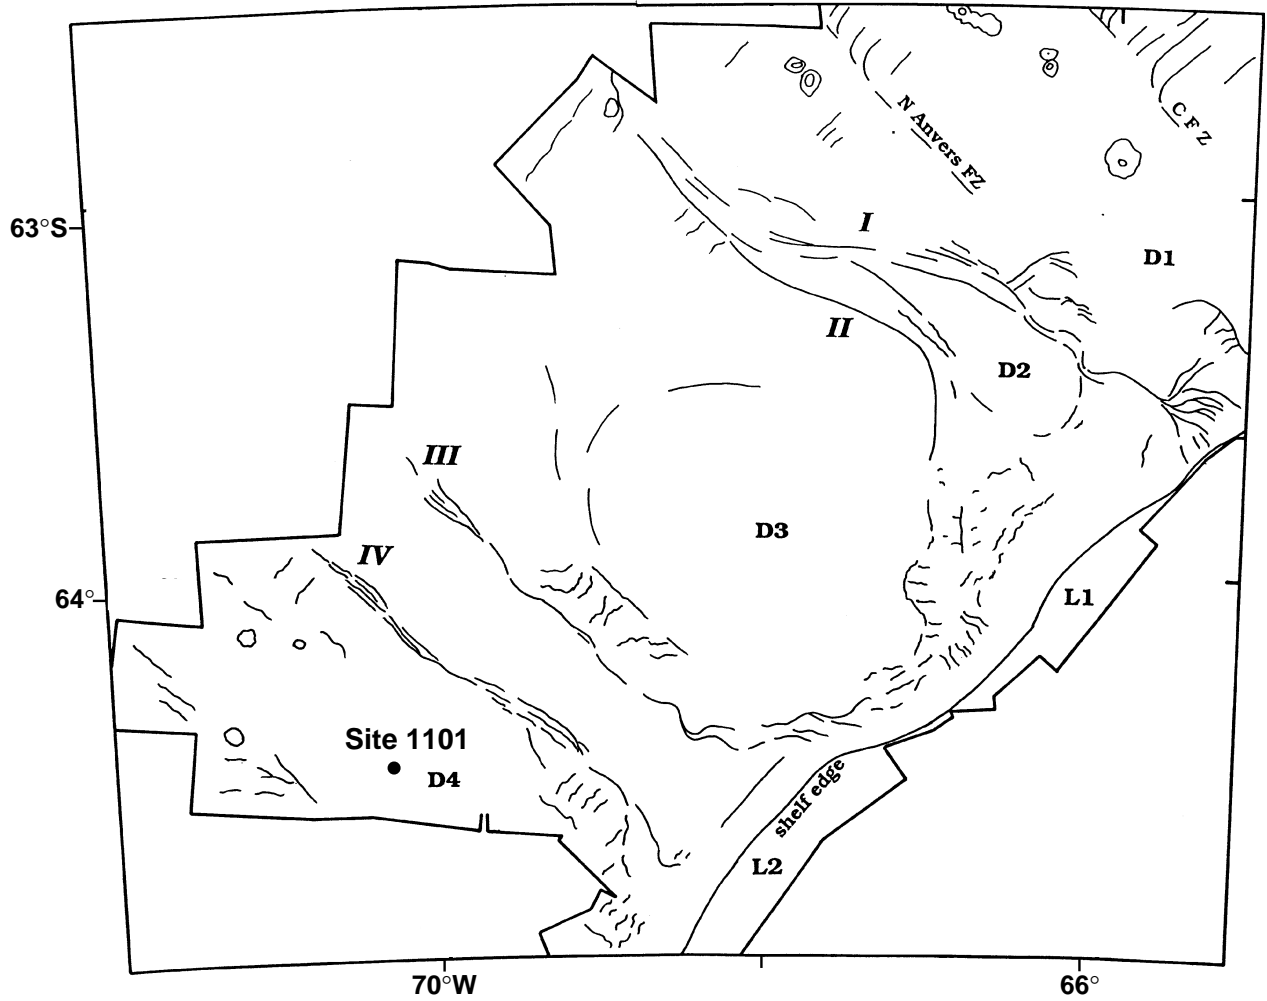 N Anvers FZ
C F Z
63°S
I
D1
II
D2
III
D3
IV
64°
L1
Site 1101
D4
shelf edge
L2
70°W
66°